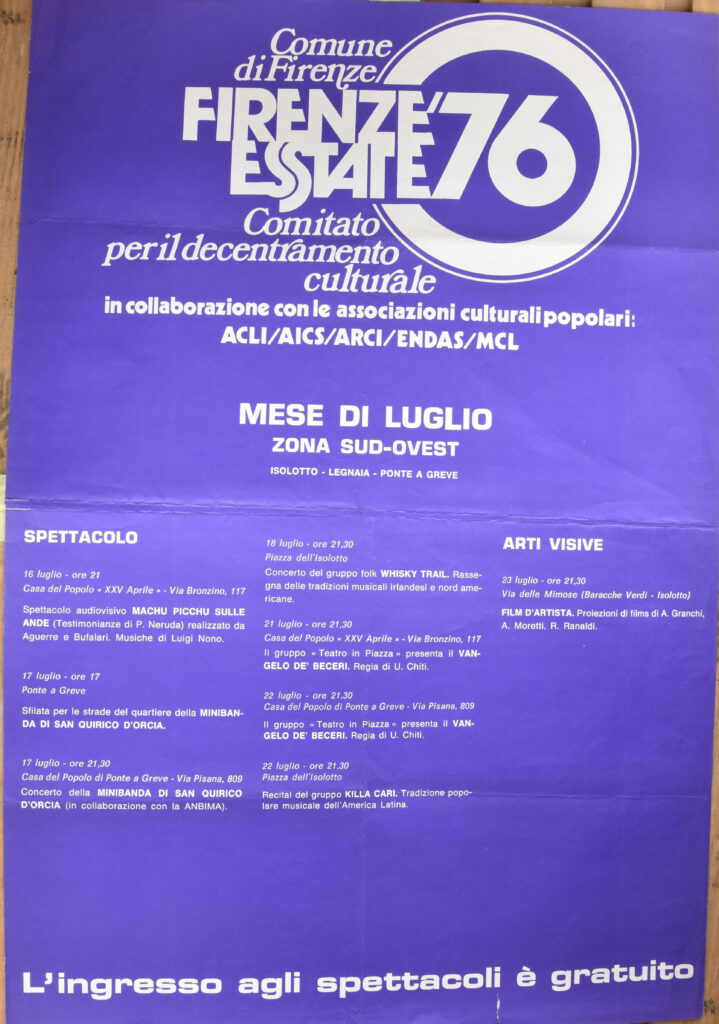 Comune
di Firenze
FIRENZE '76
ESTATE
Comitato
per il decentramento
culturale
in collaborazione con le associazioni culturali popolari:
ACLI/AICS/ARCI/ENDAS/MCL
MESE DI LUGLIO
ZONA SUD-OVEST
ISOLOTTO - LEGNAIA - PONTE A GREVE
SPETTACOLO
16 luglio - ore 21
Casa del Popolo « XXV Aprile » - Via Bronzino, 117
Spettacolo audiovisivo MACHU PICCHU SULLE
ANDE (Testimonianze di P. Neruda) realizzato da
Aguerre e Bufalari. Musiche di Luigi Nono.
17 luglio - ore 17
Ponte a Greve
Sfilata per le strade del quartiere della MINIBAN-
DA DI SAN QUIRICO D'ORCIA.
17 luglio - ore 21,30
Casa del Popolo di Ponte a Greve - Via Pisana, 809
Concerto della MINIBANDA DI SAN QUIRICO
D'ORCIA (in collaborazione con la ANBIMA).
18 luglio - ore 21,30
Piazza dell'Isolotto
Concerto del gruppo folk WHISKY TRAIL. Rasse-
gna delle tradizioni musicali irlandesi e nord ame-
ricane.
21 luglio - ore 21,30
Casa del Popolo « XXV Aprile » - Via Bronzino, 117
Il gruppo « Teatro in Piazza » presenta il VAN-
GELO DE' BECERI. Regia di U. Chiti.
22 luglio - ore 21,30
Casa del Popolo di Ponte a Greve - Via Pisana, 809
Il gruppo « Teatro in Piazza » presenta il VAN-
GELO DE' BECERI. Regia di U. Chiti.
22 luglio - ore 21,30
Piazza dell'Isolotto
Recital del gruppo KILLA CARI. Tradizione popo-
lare musicale dell'America Latina.
ARTI VISIVE
23 luglio - ore 21,30
Via delle Mimose (Baracche Verdi - Isolotto)
FILM D'ARTISTA. Proiezioni di films di A. Granchi,
A. Moretti, R. Ranaldi.
L'ingresso agli spettacoli è gratuito